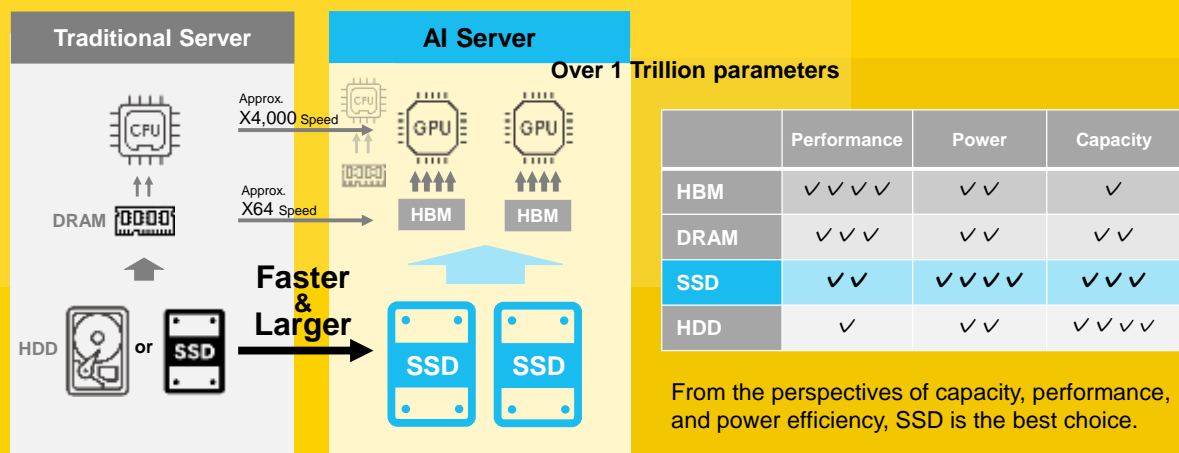 Traditional Server
AI Server
Over 1 Trillion parameters
CPU
Approx.
X4,000 Speed
CPU
GPU
GPU
DRAM
Approx.
X64 Speed
HBM
HBM
Faster
&
Larger
HDD
or
SSD
SSD
SSD
Performance Power Capacity
HBM ✓✓✓✓ ✓✓ ✓
DRAM ✓✓✓ ✓✓ ✓✓
SSD ✓✓ ✓✓✓✓ ✓✓✓
HDD ✓ ✓✓ ✓✓✓✓
From the perspectives of capacity, performance,
and power efficiency, SSD is the best choice.